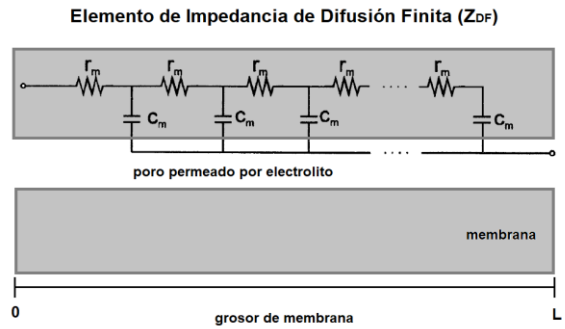 Elemento de Impedancia de Difusión Finita (ZDF)
rm rm rm rm rm
Cm Cm Cm Cm
poro permeado por electrolito
membrana
0 L
grosor de membrana